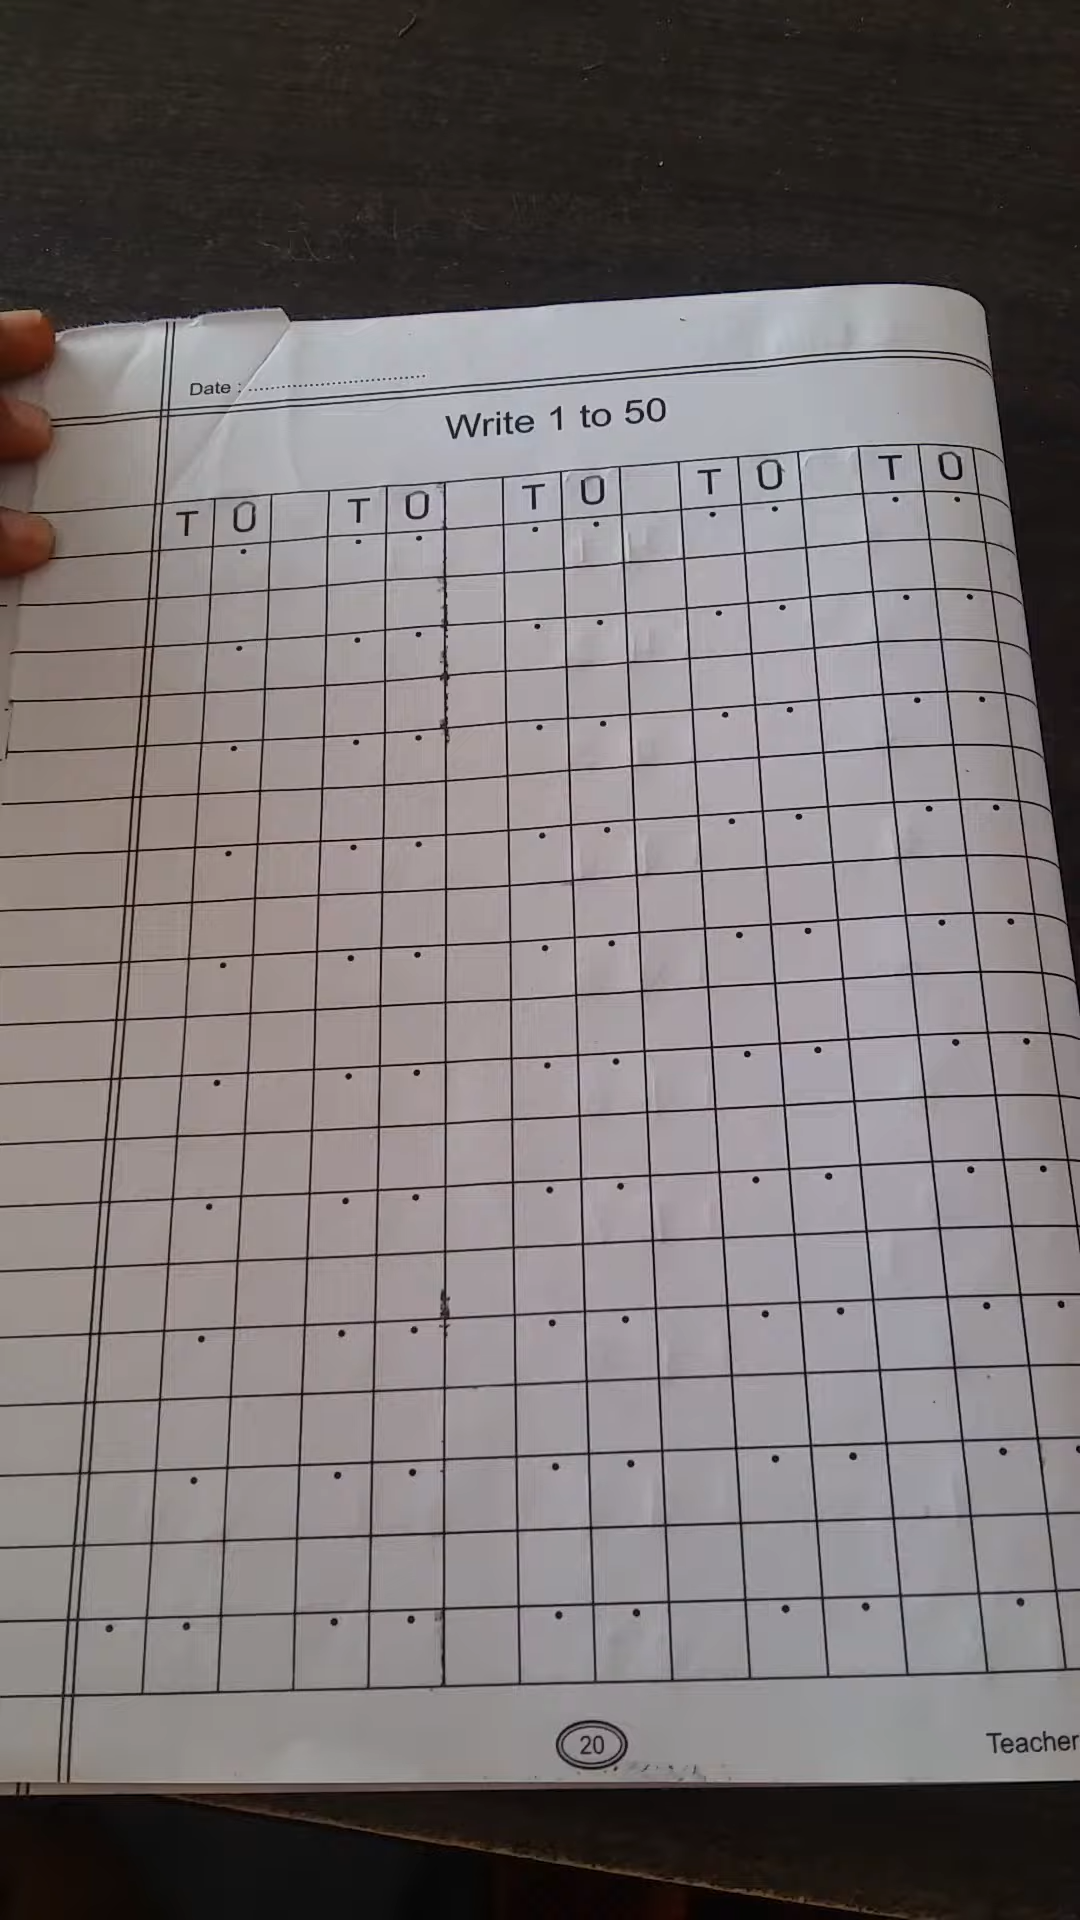 Date : ..............................
Write 1 to 50
T O T O T O T O T O
20
Teacher